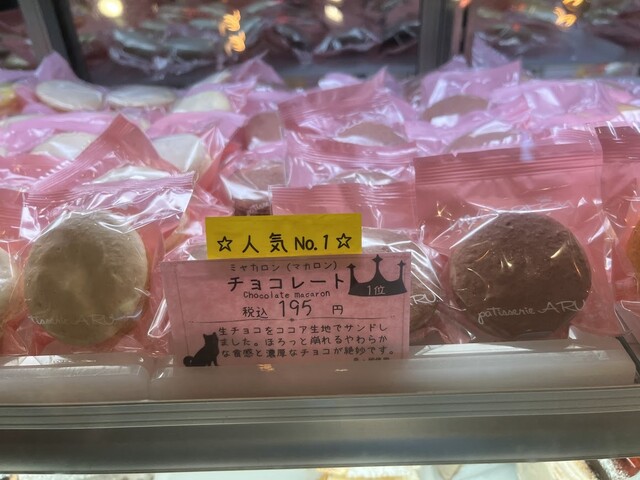 ☆人気No.1☆
ミャカロン(マカロン)
チョコレート
Chocolate macaron
1位
税込 195 円
生チョコをココア生地でサンドし
ました。ほろっと崩れるやわらか
な食感と濃厚なチョコが絶妙です。
patisserie ARU